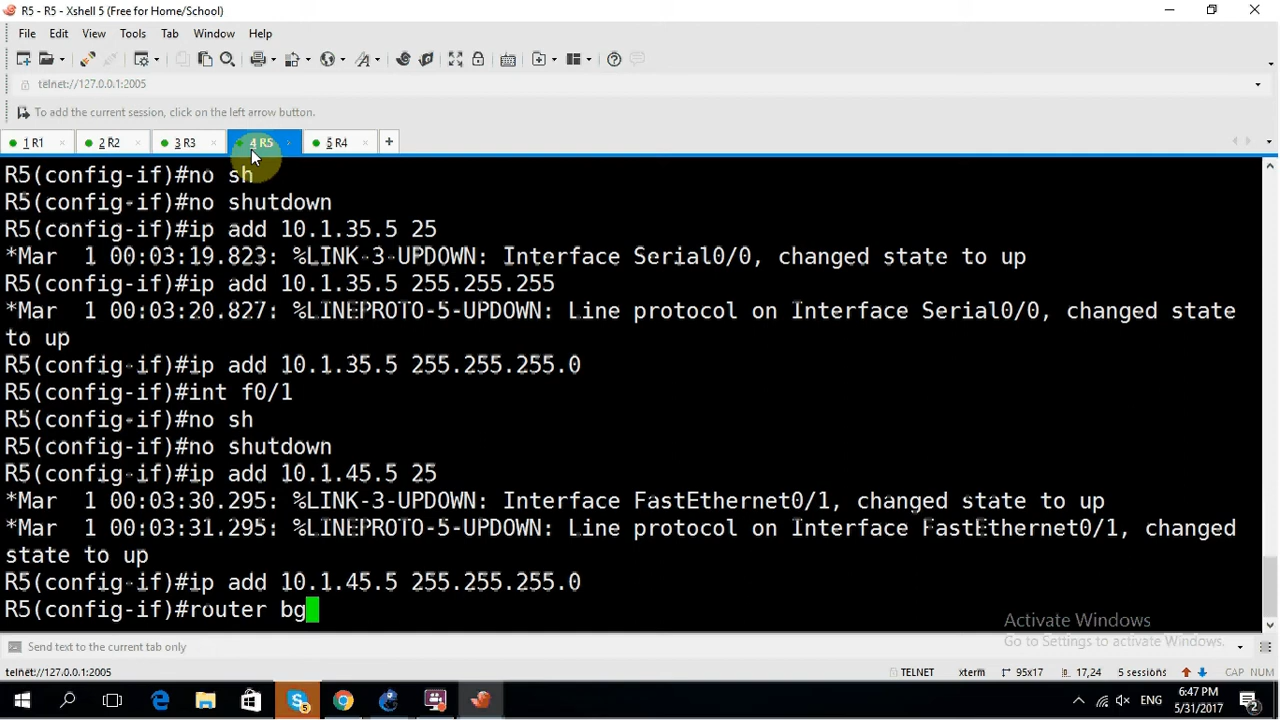 R5 - R5 - Xshell 5 (Free for Home/School)
File Edit View Tools Tab Window Help
telnet://127.0.0.1:2005
To add the current session, click on the left arrow button.
1 R1 2 R2 3 R3 4 R5 5 R4
R5(config-if)#no sh
R5(config-if)#no shutdown
R5(config-if)#ip add 10.1.35.5 25
*Mar  1 00:03:19.823: %LINK-3-UPDOWN: Interface Serial0/0, changed state to up
R5(config-if)#ip add 10.1.35.5 255.255.255
*Mar  1 00:03:20.827: %LINEPROTO-5-UPDOWN: Line protocol on Interface Serial0/0, changed state
to up
R5(config-if)#ip add 10.1.35.5 255.255.255.0
R5(config-if)#int f0/1
R5(config-if)#no sh
R5(config-if)#no shutdown
R5(config-if)#ip add 10.1.45.5 25
*Mar  1 00:03:30.295: %LINK-3-UPDOWN: Interface FastEthernet0/1, changed state to up
*Mar  1 00:03:31.295: %LINEPROTO-5-UPDOWN: Line protocol on Interface FastEthernet0/1, changed
state to up
R5(config-if)#ip add 10.1.45.5 255.255.255.0
R5(config-if)#router bg
Activate Windows
Go to Settings to activate Windows.
Send text to the current tab only
telnet://127.0.0.1:2005 TELNET xterm 95x17 17,24 5 sessions CAP NUM
ENG 6:47 PM
5/31/2017 2